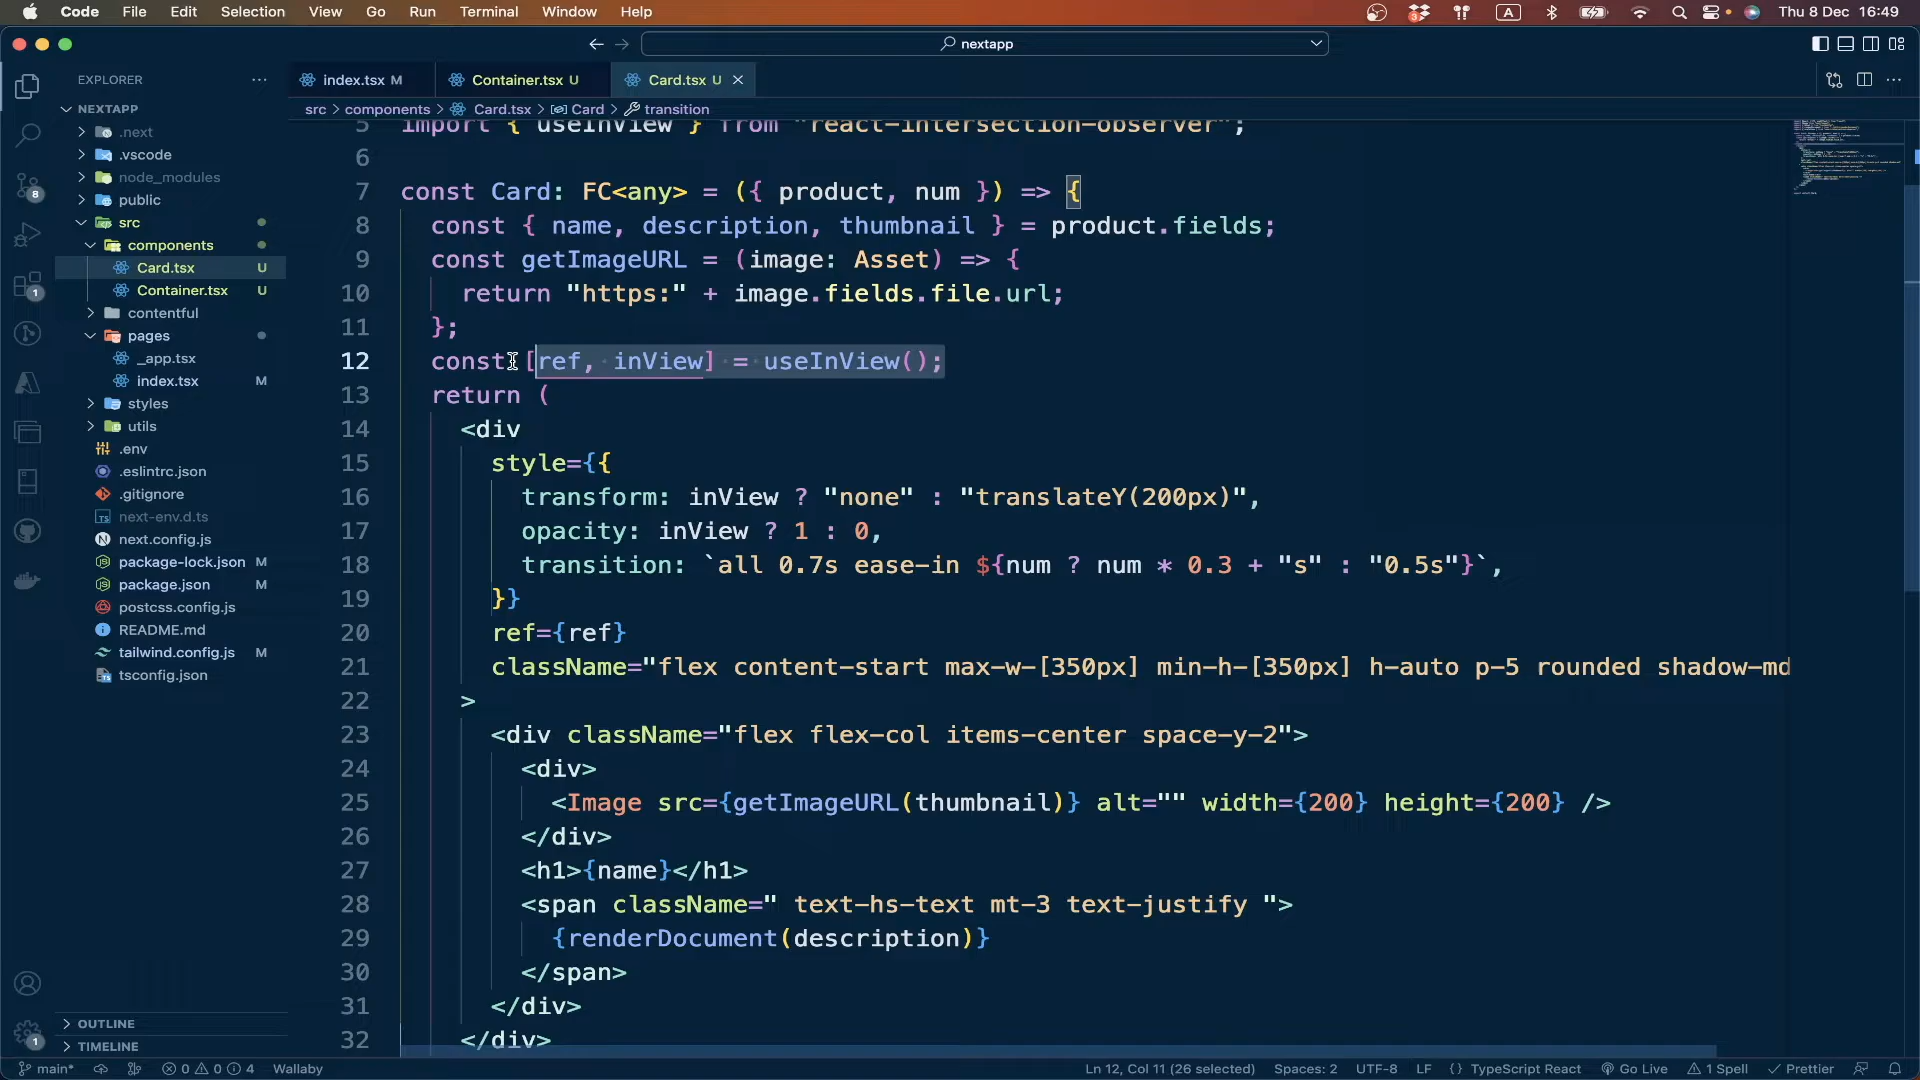 Code File Edit Selection View Go Run Terminal Window Help
A Thu 8 Dec 16:49
nextapp
EXPLORER
index.tsx M
Container.tsx U
Card.tsx U
NEXTAPP
src > components > Card.tsx > Card > transition
.next
.vscode
node_modules
public
src
components
Card.tsx U
Container.tsx U
contentful
pages
_app.tsx
index.tsx M
styles
utils
.env
.eslintrc.json
.gitignore
next-env.d.ts
next.config.js
package-lock.json M
package.json M
postcss.config.js
README.md
tailwind.config.js M
tsconfig.json
OUTLINE
TIMELINE
8
1
1
5 import { useInView } from "react-intersection-observer";
6
7 const Card: FC<any> = ({ product, num }) => {
8 const { name, description, thumbnail } = product.fields;
9 const getImageURL = (image: Asset) => {
10 return "https:" + image.fields.file.url;
11 };
12 const [ref, inView] = useInView();
13 return (
14 <div
15 style={{
16 transform: inView ? "none" : "translateY(200px)",
17 opacity: inView ? 1 : 0,
18 transition: `all 0.7s ease-in ${num ? num * 0.3 + "s" : "0.5s"}`,
19 }}
20 ref={ref}
21 className="flex content-start max-w-[350px] min-h-[350px] h-auto p-5 rounded shadow-md
22 >
23 <div className="flex flex-col items-center space-y-2">
24 <div>
25 <Image src={getImageURL(thumbnail)} alt="" width={200} height={200} />
26 </div>
27 <h1>{name}</h1>
28 <span className=" text-hs-text mt-3 text-justify ">
29 {renderDocument(description)}
30 </span>
31 </div>
32 </div>
main* 0 0 4 Wallaby
Ln 12, Col 11 (26 selected) Spaces: 2 UTF-8 LF { } TypeScript React Go Live 1 Spell Prettier